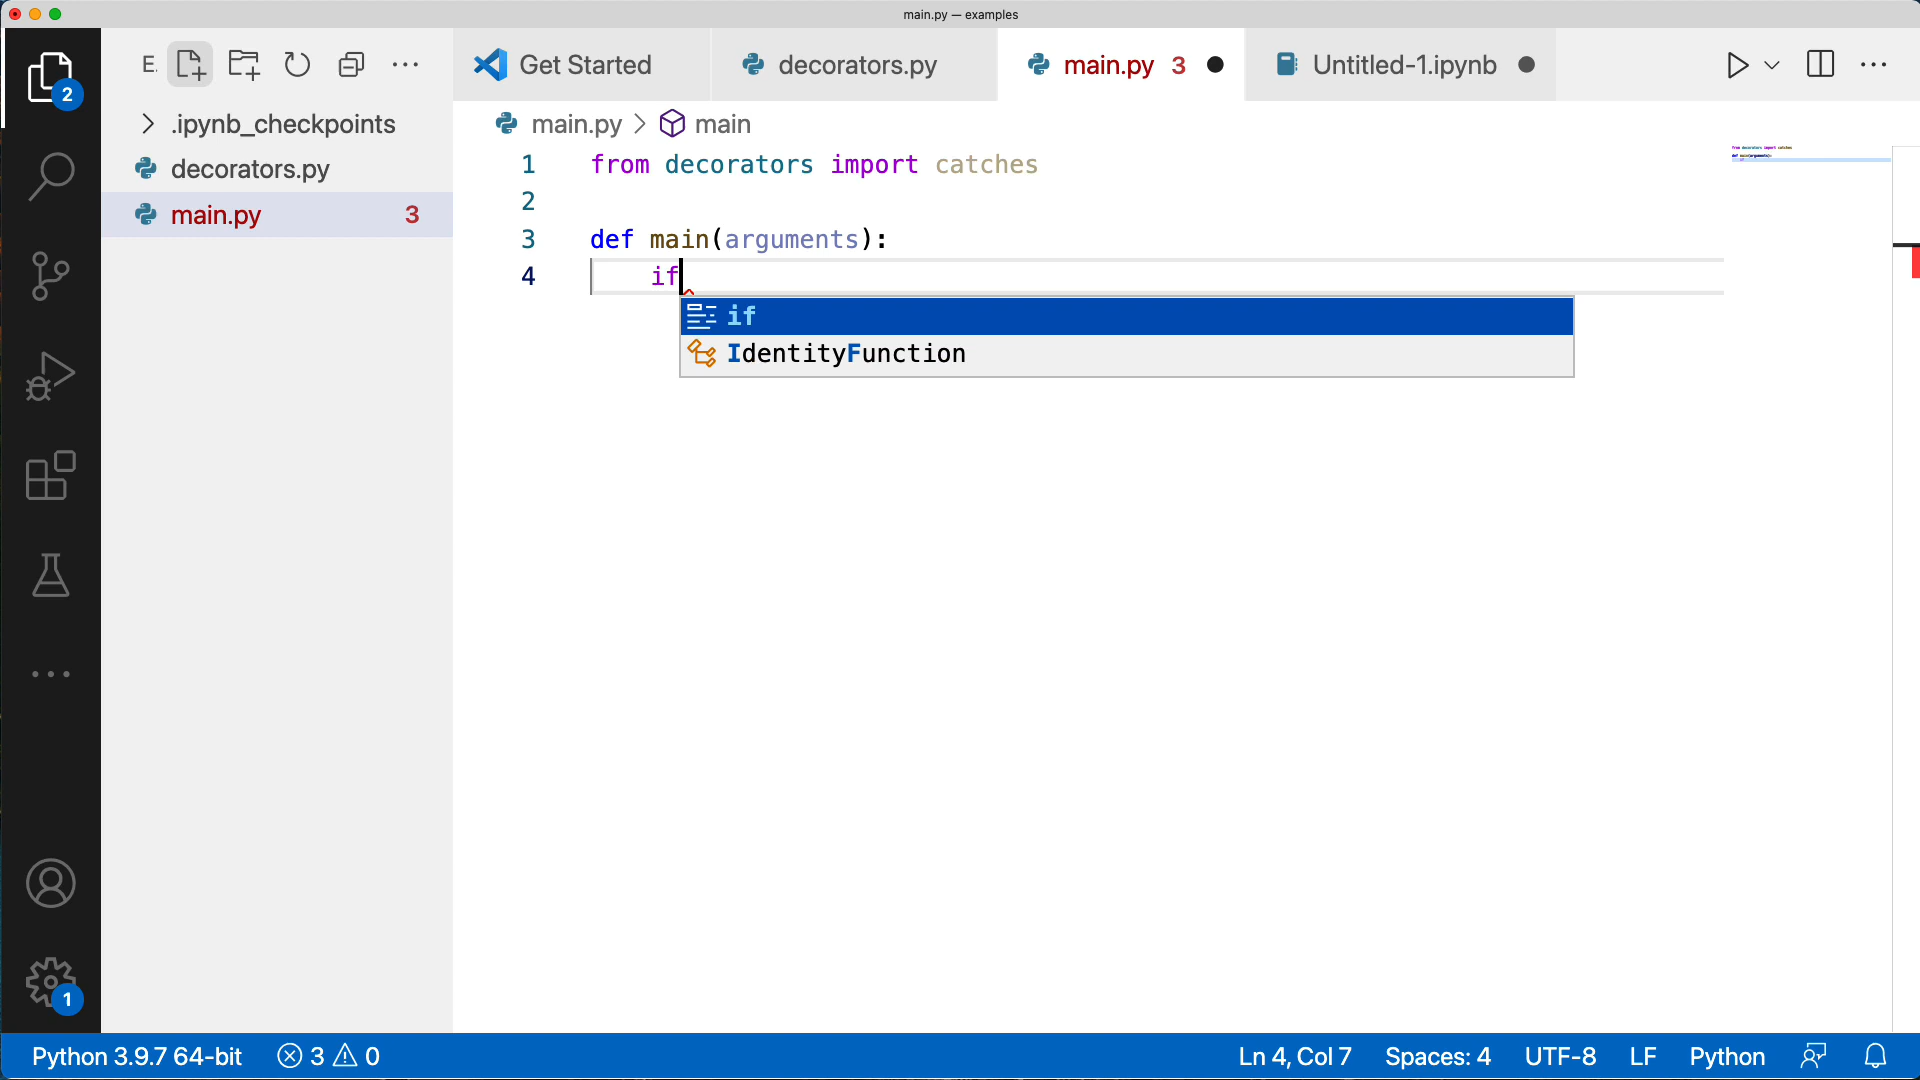 main.py — examples
E.
Get Started
decorators.py
main.py 3
Untitled-1.ipynb
2
.ipynb_checkpoints
decorators.py
main.py 3
main.py > main
1 from decorators import catches
2
3 def main(arguments):
4 if
if
IdentityFunction
1
Python 3.9.7 64-bit 3 0
Ln 4, Col 7 Spaces: 4 UTF-8 LF Python